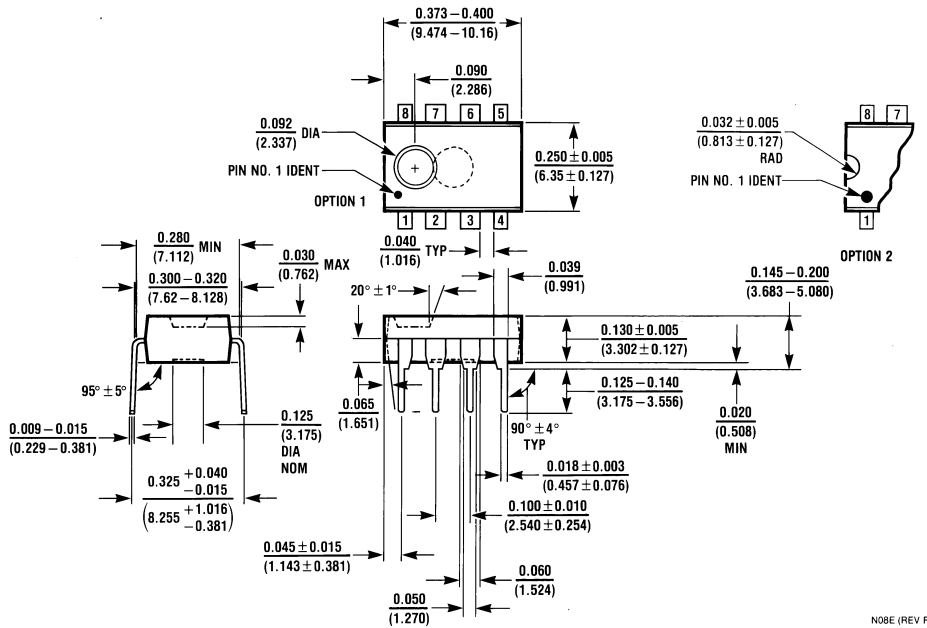 0.373 – 0.400
(9.474 – 10.16)
0.090
(2.286)
8 7 6 5
0.092 DIA
(2.337)
PIN NO. 1 IDENT
OPTION 1
1 2 3 4
0.250 ± 0.005
(6.35 ± 0.127)
0.032 ± 0.005
(0.813 ± 0.127)
RAD
PIN NO. 1 IDENT
8 7
1
OPTION 2
0.280 MIN
(7.112)
0.030 MAX
(0.762)
0.300 – 0.320
(7.62 – 8.128)
0.040 TYP
(1.016)
0.039
(0.991)
20° ± 1°
0.145 – 0.200
(3.683 – 5.080)
0.130 ± 0.005
(3.302 ± 0.127)
95° ± 5°
0.009 – 0.015
(0.229 – 0.381)
0.125
(3.175)
DIA
NOM
0.065
(1.651)
90° ± 4°
TYP
0.125 – 0.140
(3.175 – 3.556)
0.020
(0.508)
MIN
0.018 ± 0.003
(0.457 ± 0.076)
0.325 +0.040
–0.015
(8.255 +1.016
–0.381)
0.100 ± 0.010
(2.540 ± 0.254)
0.045 ± 0.015
(1.143 ± 0.381)
0.060
(1.524)
0.050
(1.270)
N08E (REV F